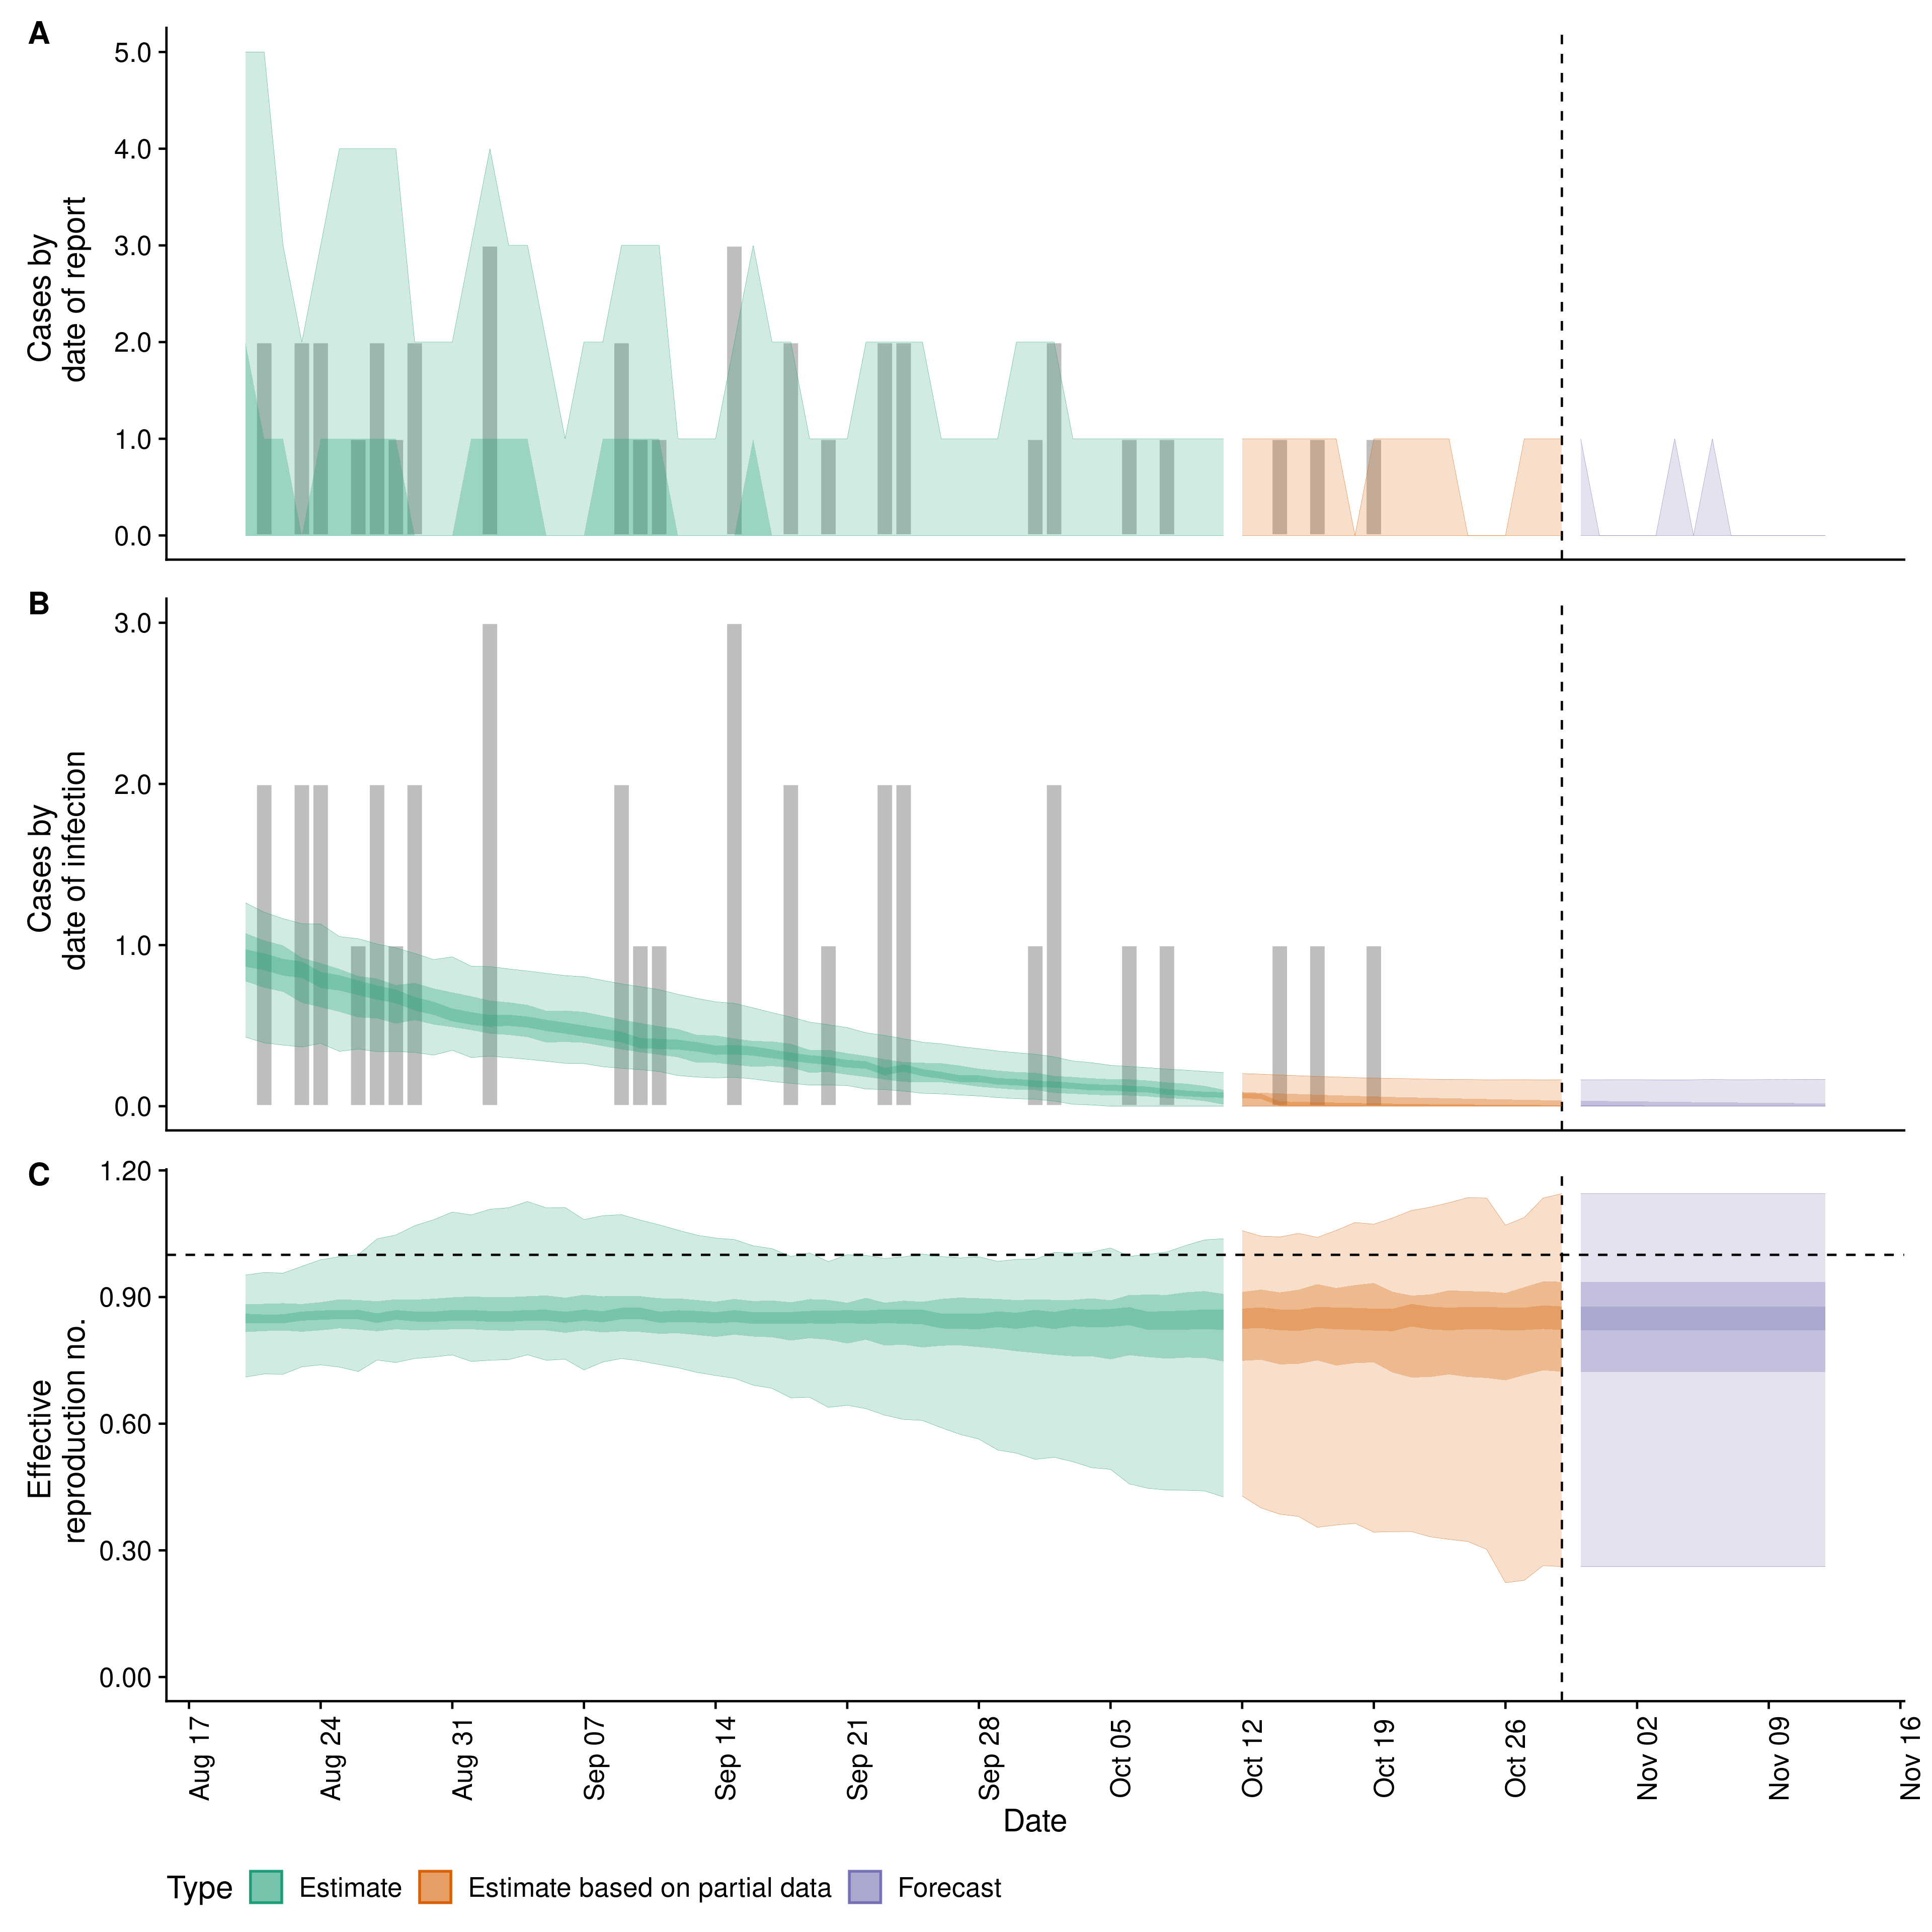 A
Cases by
date of report
5.0
4.0
3.0
2.0
1.0
0.0
B
Cases by
date of infection
3.0
2.0
1.0
0.0
C
Effective
reproduction no.
1.20
0.90
0.60
0.30
0.00
Aug 17
Aug 24
Aug 31
Sep 07
Sep 14
Sep 21
Sep 28
Oct 05
Oct 12
Oct 19
Oct 26
Nov 02
Nov 09
Nov 16
Date
Type Estimate Estimate based on partial data Forecast